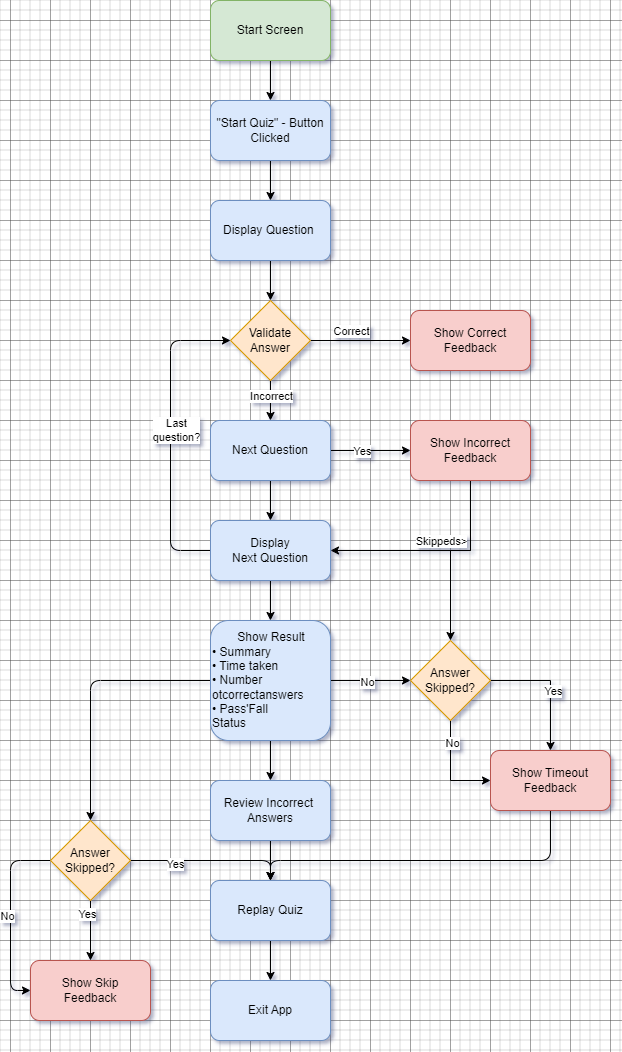 Start Screen
"Start Quiz" - Button
Clicked
Display Question
Validate
Answer
Correct
Show Correct
Feedback
Incorrect
Last
question?
Next Question
Yes
Show Incorrect
Feedback
Display
Next Question
Skippeds>
Show Result
• Summary
• Time taken
• Number
otcorrectanswers
• Pass'Fall
Status
No
Answer
Skipped?
Yes
No
Show Timeout
Feedback
Review Incorrect
Answers
Answer
Skipped?
Yes
No
Yes
Replay Quiz
Show Skip
Feedback
Exit App